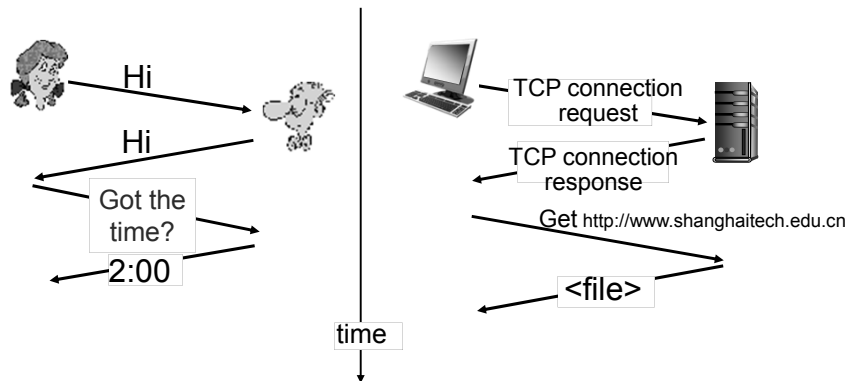 Hi
Hi
Got the
time?
2:00
time
TCP connection
request
TCP connection
response
Get http://www.shanghaitech.edu.cn
<file>